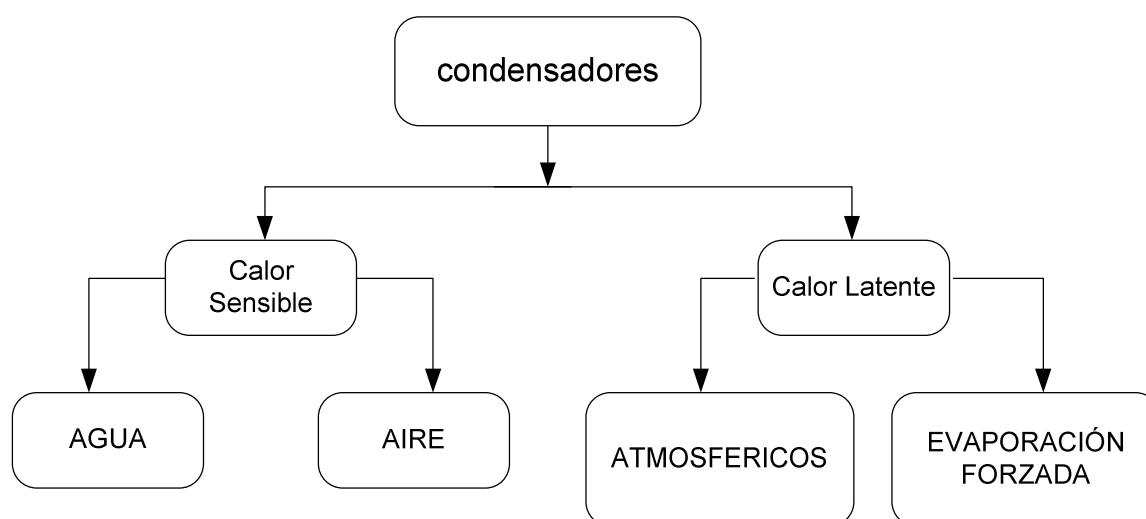 condensadores
Calor
Sensible
Calor Latente
AGUA
AIRE
ATMOSFERICOS
EVAPORACIÓN
FORZADA